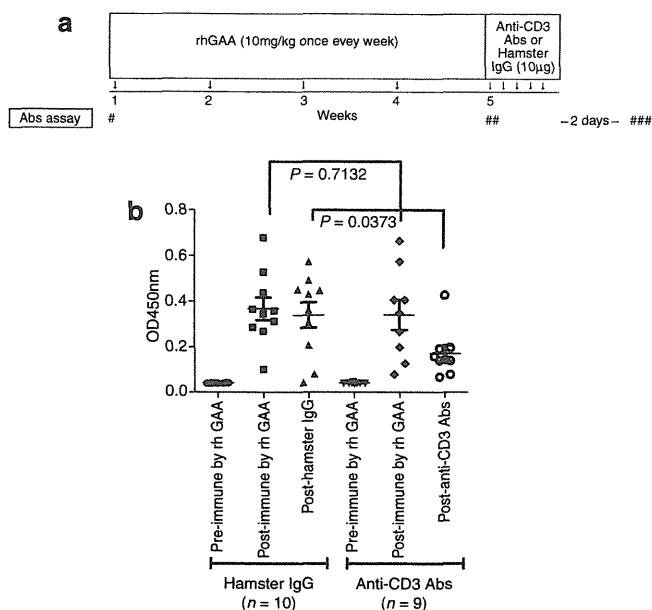 a
rhGAA (10mg/kg once evey week)
Anti-CD3
Abs or
Hamster
IgG (10µg)
1 2 3 4 5
Weeks
Abs assay # ## –2 days– ###
b
P = 0.7132
P = 0.0373
0.8
0.6
0.4
0.2
0.0
OD450nm
Pre-immune by rh GAA
Post-immune by rh GAA
Post-hamster IgG
Pre-immune by rh GAA
Post-immune by rh GAA
Post-anti-CD3 Abs
Hamster IgG
(n = 10)
Anti-CD3 Abs
(n = 9)